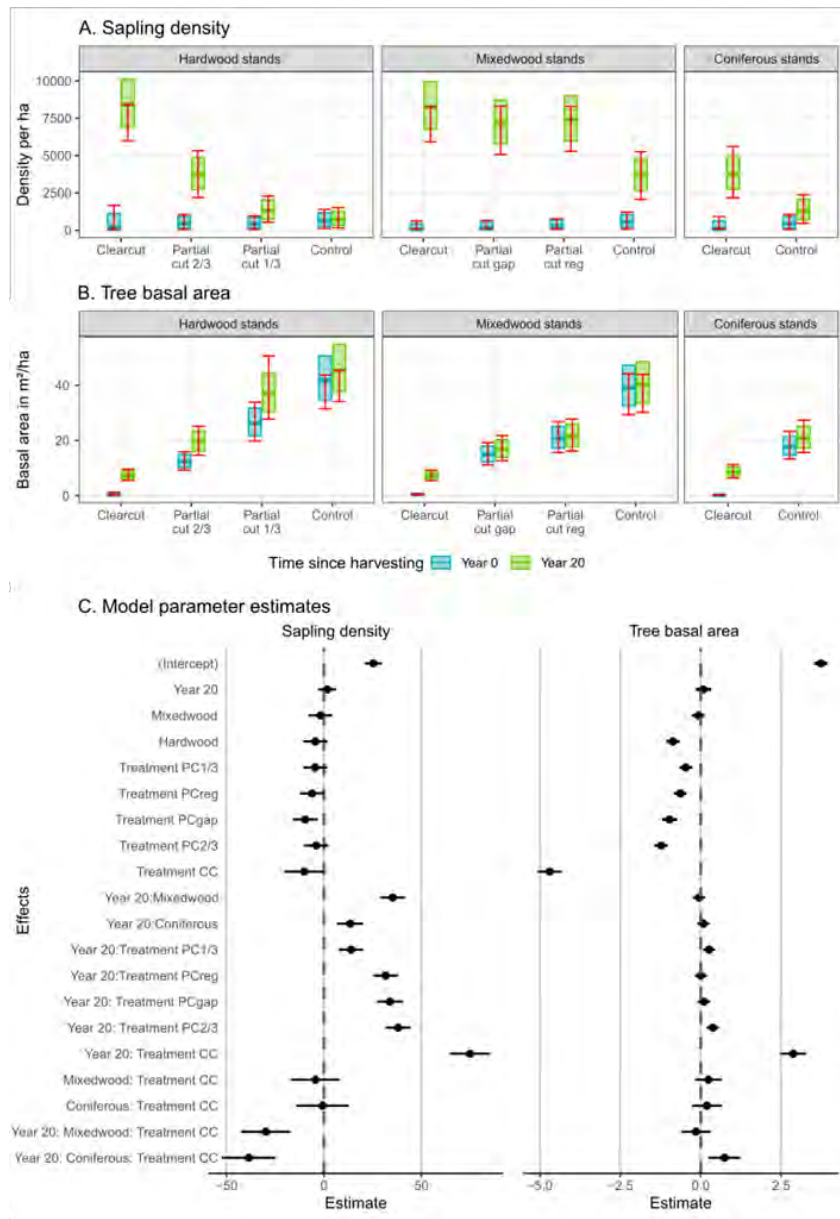 A. Sapling density
Hardwood stands
Mixedwood stands
Coniferous stands
Density per ha
10000
7500
5000
2500
0
Clearcut
Partial
cut 2/3
Partial
cut 1/3
Control
Clearcut
Partial
cut gap
Partial
cut reg
Control
Clearcut
Control
B. Tree basal area
Hardwood stands
Mixedwood stands
Coniferous stands
Basal area in m²/ha
40
20
0
Clearcut
Partial
cut 2/3
Partial
cut 1/3
Control
Clearcut
Partial
cut gap
Partial
cut reg
Control
Clearcut
Control
Time since harvesting Year 0 Year 20
C. Model parameter estimates
Sapling density
Tree basal area
Effects
(Intercept)
Year 20
Mixedwood
Hardwood
Treatment PC1/3
Treatment PCreg
Treatment PCgap
Treatment PC2/3
Treatment CC
Year 20:Mixedwood
Year 20:Coniferous
Year 20:Treatment PC1/3
Year 20:Treatment PCreg
Year 20: Treatment PCgap
Year 20: Treatment PC2/3
Year 20: Treatment CC
Mixedwood: Treatment CC
Coniferous: Treatment CC
Year 20: Mixedwood: Treatment CC
Year 20: Coniferous: Treatment CC
-50 0 50
Estimate
-5.0 -2.5 0.0 2.5
Estimate